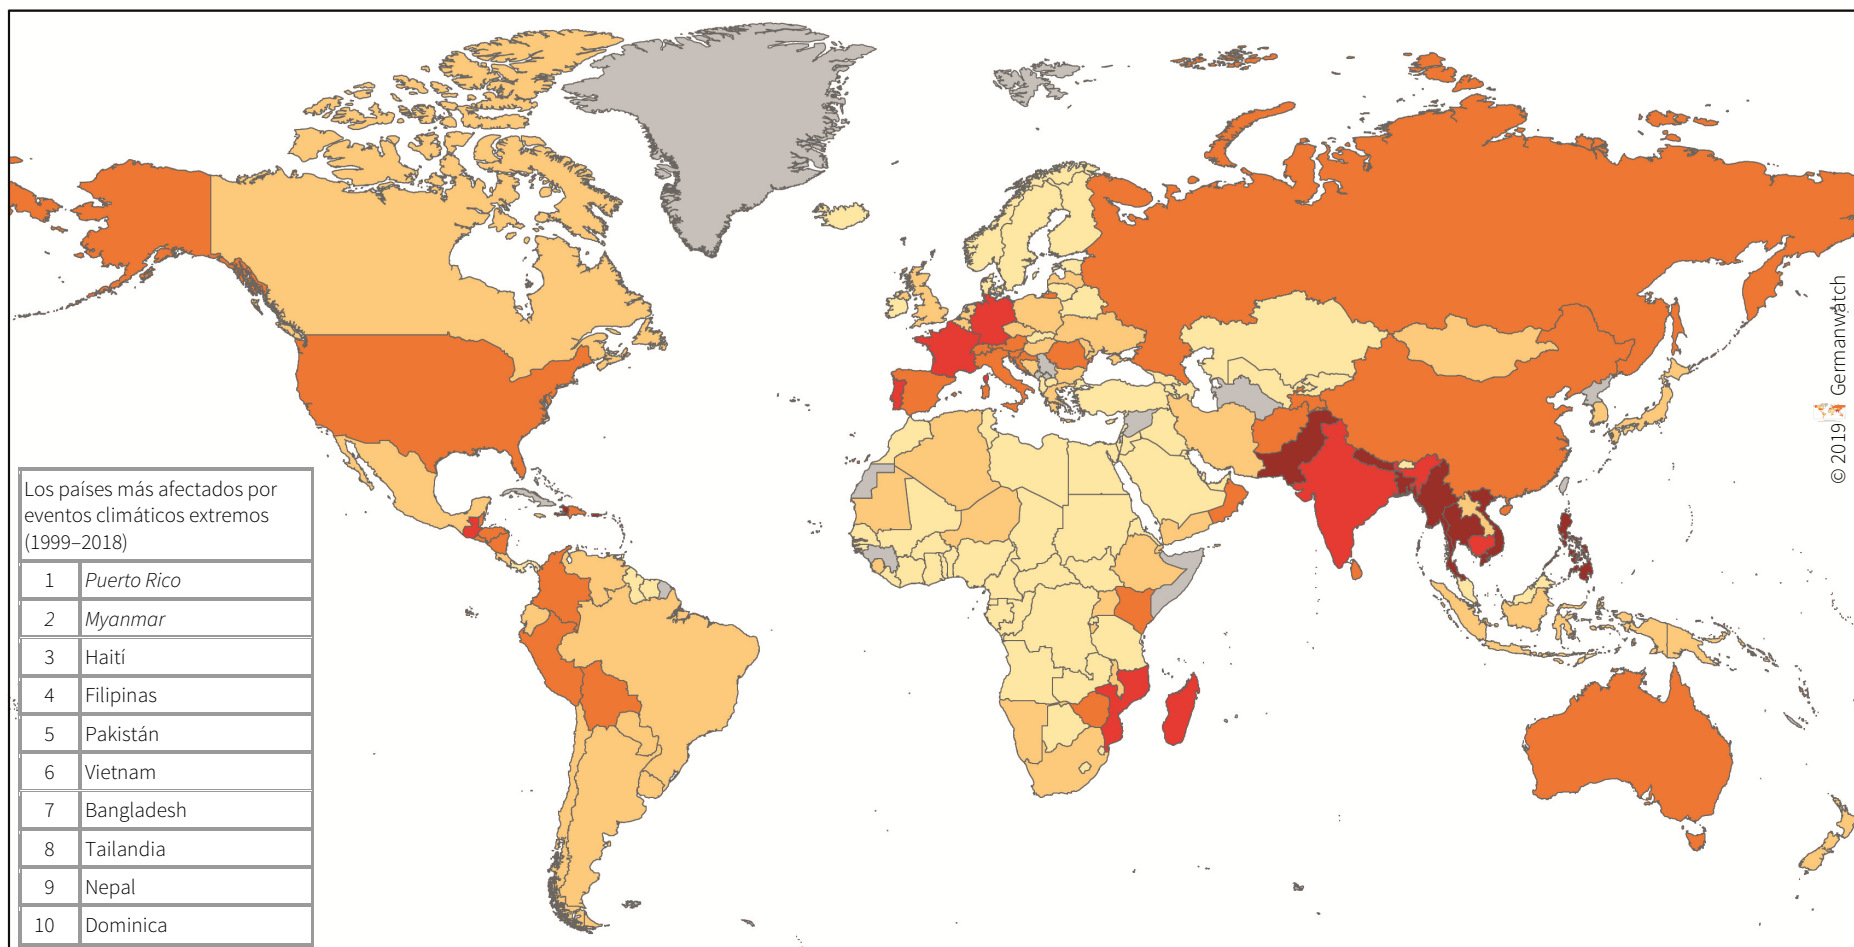 Los países más afectados por
eventos climáticos extremos
(1999–2018)
1 Puerto Rico
2 Myanmar
3 Haití
4 Filipinas
5 Pakistán
6 Vietnam
7 Bangladesh
8 Tailandia
9 Nepal
10 Dominica
© 2019 Germanwatch